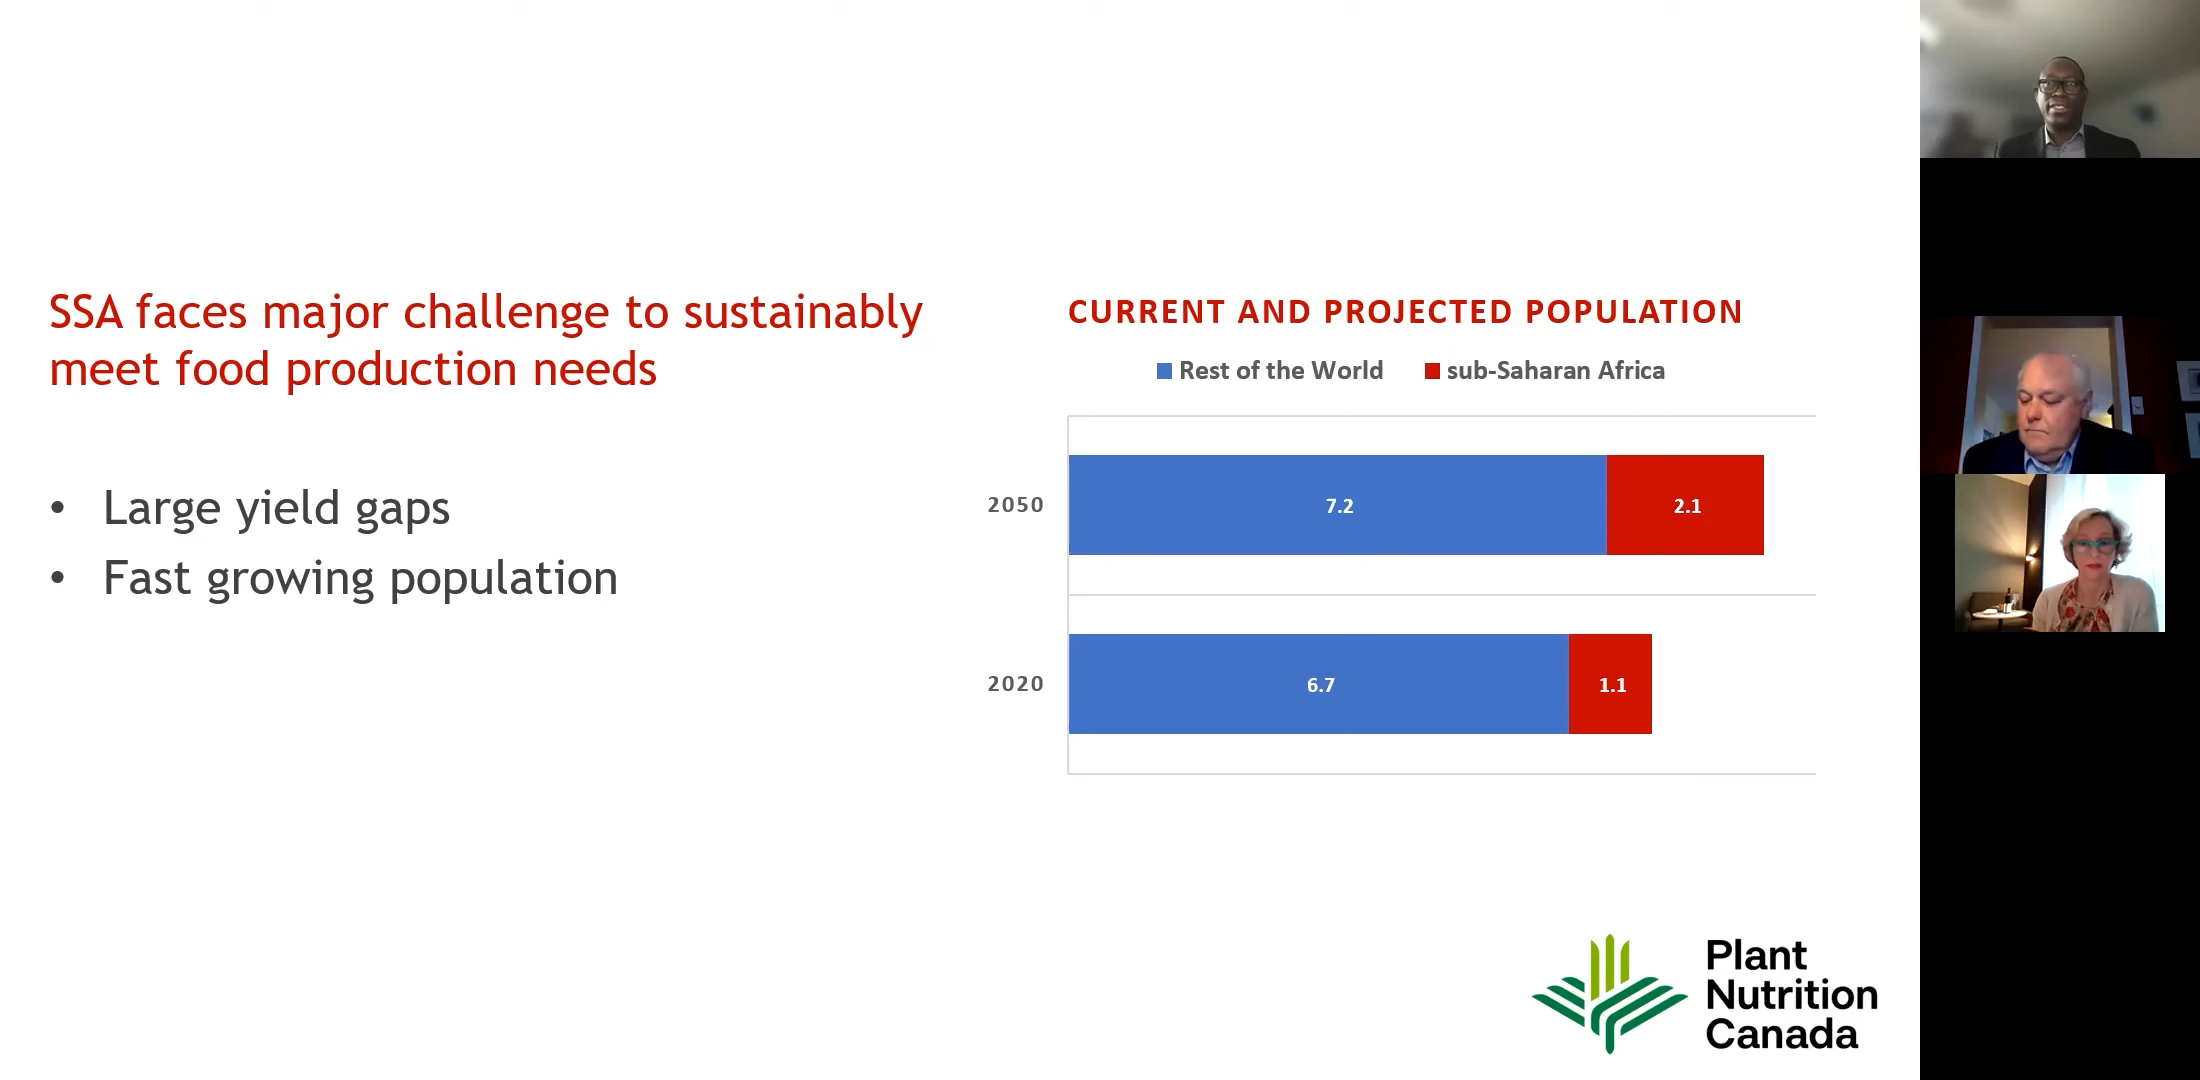 SSA faces major challenge to sustainably
meet food production needs
• Large yield gaps
• Fast growing population
CURRENT AND PROJECTED POPULATION
Rest of the World sub-Saharan Africa
2050 7.2 2.1
2020 6.7 1.1
Plant
Nutrition
Canada